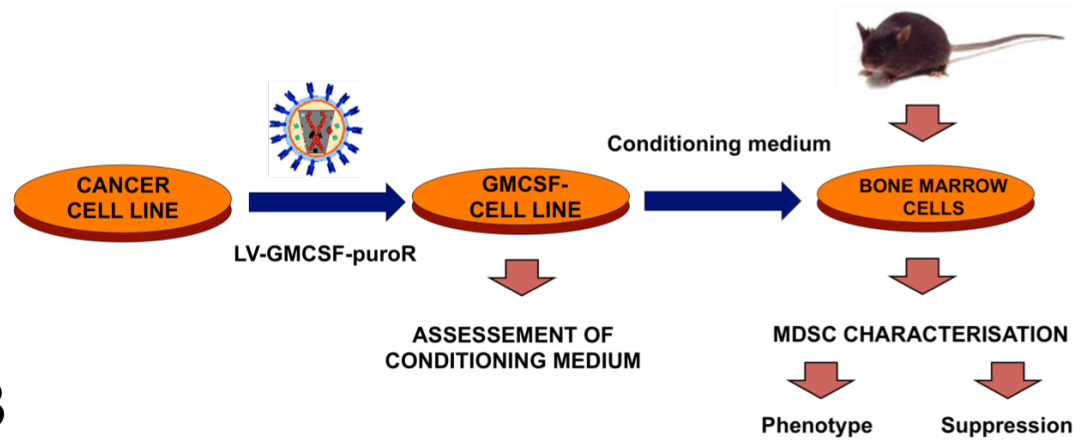 CANCER
CELL LINE
LV-GMCSF-puroR
GMCSF-
CELL LINE
Conditioning medium
BONE MARROW
CELLS
ASSESSEMENT OF
CONDITIONING MEDIUM
MDSC CHARACTERISATION
Phenotype
Suppression